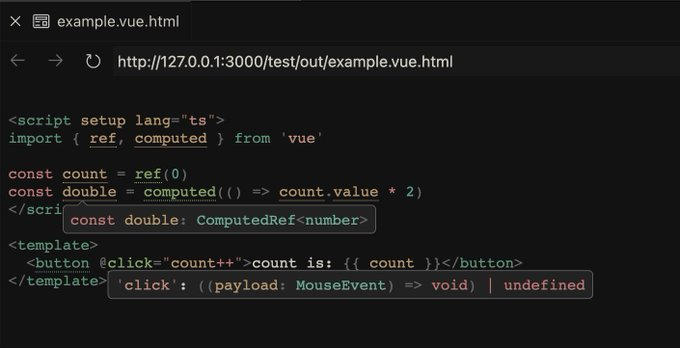 example.vue.html
http://127.0.0.1:3000/test/out/example.vue.html
<script setup lang="ts">
import { ref, computed } from 'vue'
const count = ref(0)
const double = computed(() => count.value * 2)
</scri
const double: ComputedRef<number>
<template>
<button @click="count++">count is: {{ count }}</button>
</template>
'click': ((payload: MouseEvent) => void) | undefined